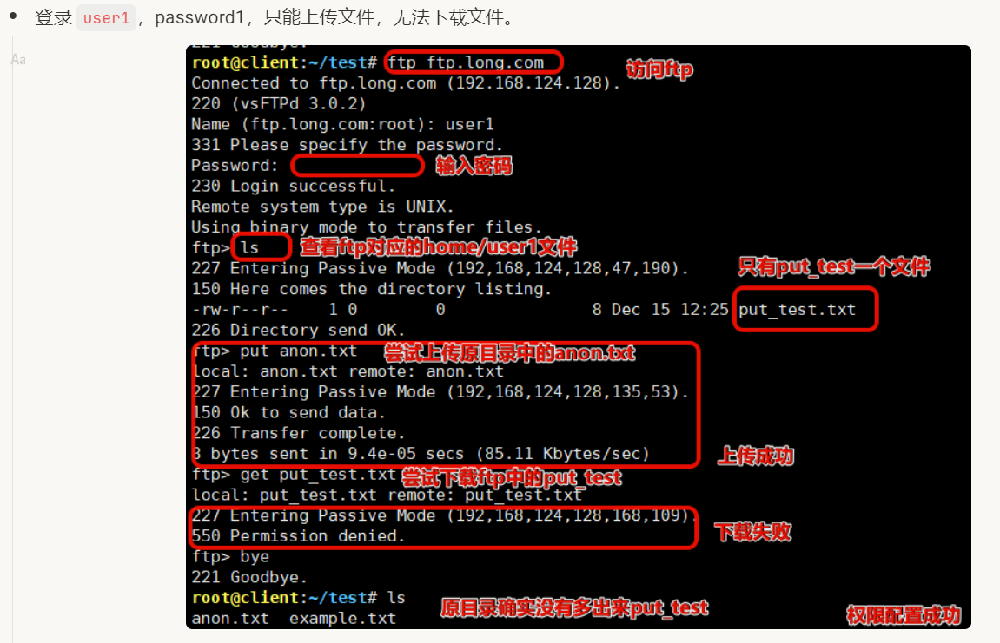 登录 user1，password1，只能上传文件，无法下载文件。
Aa
221 Goodbye.
root@client:~/test# ftp ftp.long.com 访问ftp
Connected to ftp.long.com (192.168.124.128).
220 (vsFTPd 3.0.2)
Name (ftp.long.com:root): user1
331 Please specify the password.
Password: 输入密码
230 Login successful.
Remote system type is UNIX.
Using binary mode to transfer files.
ftp> ls 查看ftp对应的home/user1文件
227 Entering Passive Mode (192,168,124,128,47,190). 只有put_test一个文件
150 Here comes the directory listing.
-rw-r--r-- 1 0 0 8 Dec 15 12:25 put_test.txt
226 Directory send OK.
ftp> put anon.txt 尝试上传原目录中的anon.txt
local: anon.txt remote: anon.txt
227 Entering Passive Mode (192,168,124,128,135,53).
150 Ok to send data.
226 Transfer complete.
8 bytes sent in 9.4e-05 secs (85.11 Kbytes/sec) 上传成功
ftp> get put_test.txt 尝试下载ftp中的put_test
local: put_test.txt remote: put_test.txt
227 Entering Passive Mode (192,168,124,128,168,109).
550 Permission denied. 下载失败
ftp> bye
221 Goodbye.
root@client:~/test# ls 原目录确实没有多出来put_test
anon.txt example.txt 权限配置成功